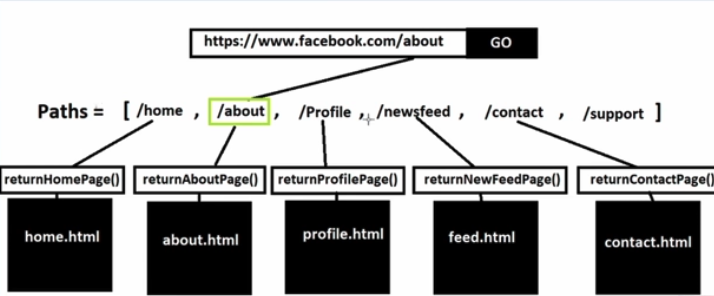 https://www.facebook.com/about GO
Paths = [ /home , /about , /Profile , /newsfeed , /contact , /support ]
returnHomePage() returnAboutPage() returnProfilePage() returnNewFeedPage() returnContactPage()
home.html about.html profile.html feed.html contact.html